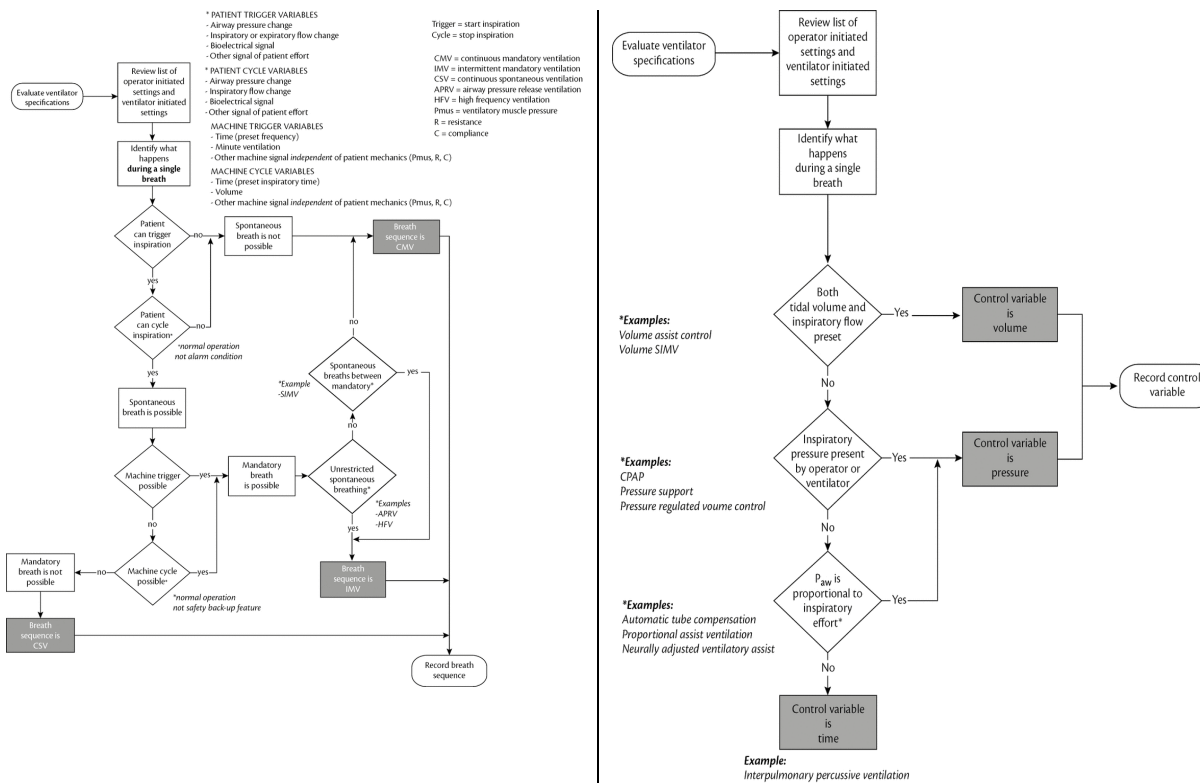 * PATIENT TRIGGER VARIABLES
- Airway pressure change
- Inspiratory or expiratory flow change
- Bioelectrical signal
- Other signal of patient effort
* PATIENT CYCLE VARIABLES
- Airway pressure change
- Inspiratory flow change
- Bioelectrical signal
- Other signal of patient effort
MACHINE TRIGGER VARIABLES
- Time (preset frequency)
- Minute ventilation
- Other machine signal independent of patient mechanics (Pmus, R, C)
MACHINE CYCLE VARIABLES
- Time (preset inspiratory time)
- Volume
- Other machine signal independent of patient mechanics (Pmus, R, C)
Trigger = start inspiration
Cycle = stop inspiration
CMV = continuous mandatory ventilation
IMV = intermittent mandatory ventilation
CSV = continuous spontaneous ventilation
APRV = airway pressure release ventilation
HFV = high frequency ventilation
Pmus = ventilatory muscle pressure
R = resistance
C = compliance
Evaluate ventilator
specifications
Review list of
operator initiated
settings and
ventilator initiated
settings
Identify what
happens
during a single
breath
Patient
can trigger
inspiration
no
Spontaneous
breath is not
possible
Breath
sequence is
CMV
yes
Patient
can cycle
inspiration*
no
*normal operation
not alarm condition
yes
Spontaneous
breath is possible
no
Spontaneous
breaths between
mandatory*
yes
*Example
-SIMV
no
Machine trigger
possible
yes
Mandatory
breath
is possible
Unrestricted
spontaneous
breathing*
*Examples
-APRV
-HFV
yes
no
Machine cycle
possible*
yes
no
*normal operation
not safety back-up feature
Mandatory
breath is not
possible
Breath
sequence is
IMV
Breath
sequence is
CSV
Record breath
sequence
Evaluate ventilator
specifications
Review list of
operator initiated
settings and
ventilator initiated
settings
Identify what
happens
during a single
breath
Both
tidal volume and
inspiratory flow
preset
Yes
Control variable
is
volume
*Examples:
Volume assist control
Volume SIMV
No
Record control
variable
Inspiratory
pressure present
by operator or
ventilator
Yes
Control variable
is
pressure
*Examples:
CPAP
Pressure support
Pressure regulated voume control
No
Paw is
proportional to
inspiratory
effort*
Yes
*Examples:
Automatic tube compensation
Proportional assist ventilation
Neurally adjusted ventilatory assist
No
Control variable
is
time
Example:
Interpulmonary percussive ventilation